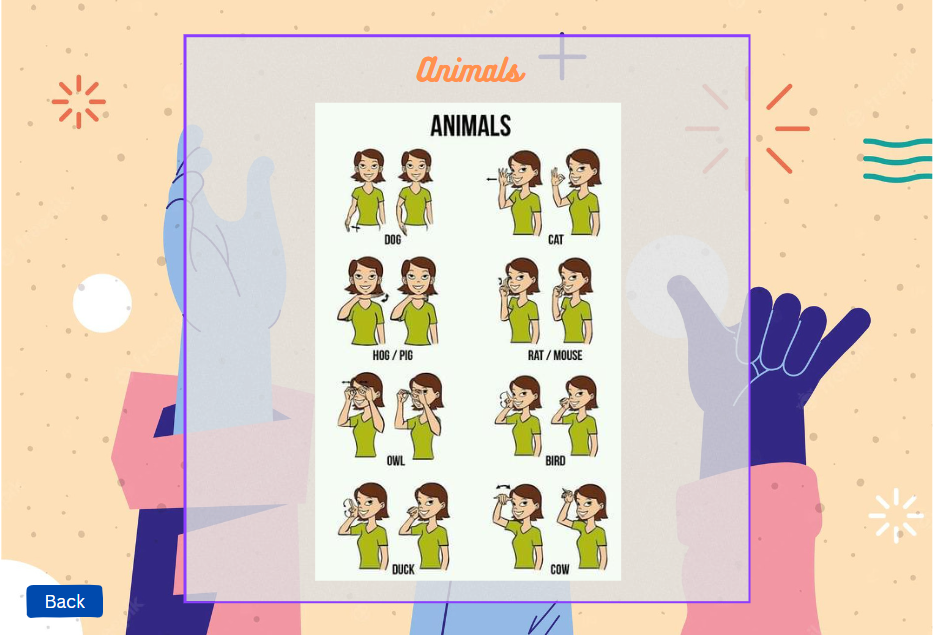 Animals
ANIMALS
DOG
CAT
HOG / PIG
RAT / MOUSE
OWL
BIRD
DUCK
COW
Back